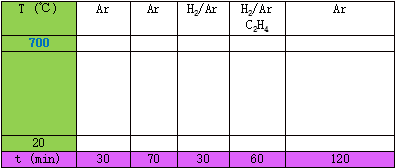 T (℃) Ar Ar H₂/Ar H₂/Ar Ar
C₂H₄
700
20
t (min) 30 70 30 60 120